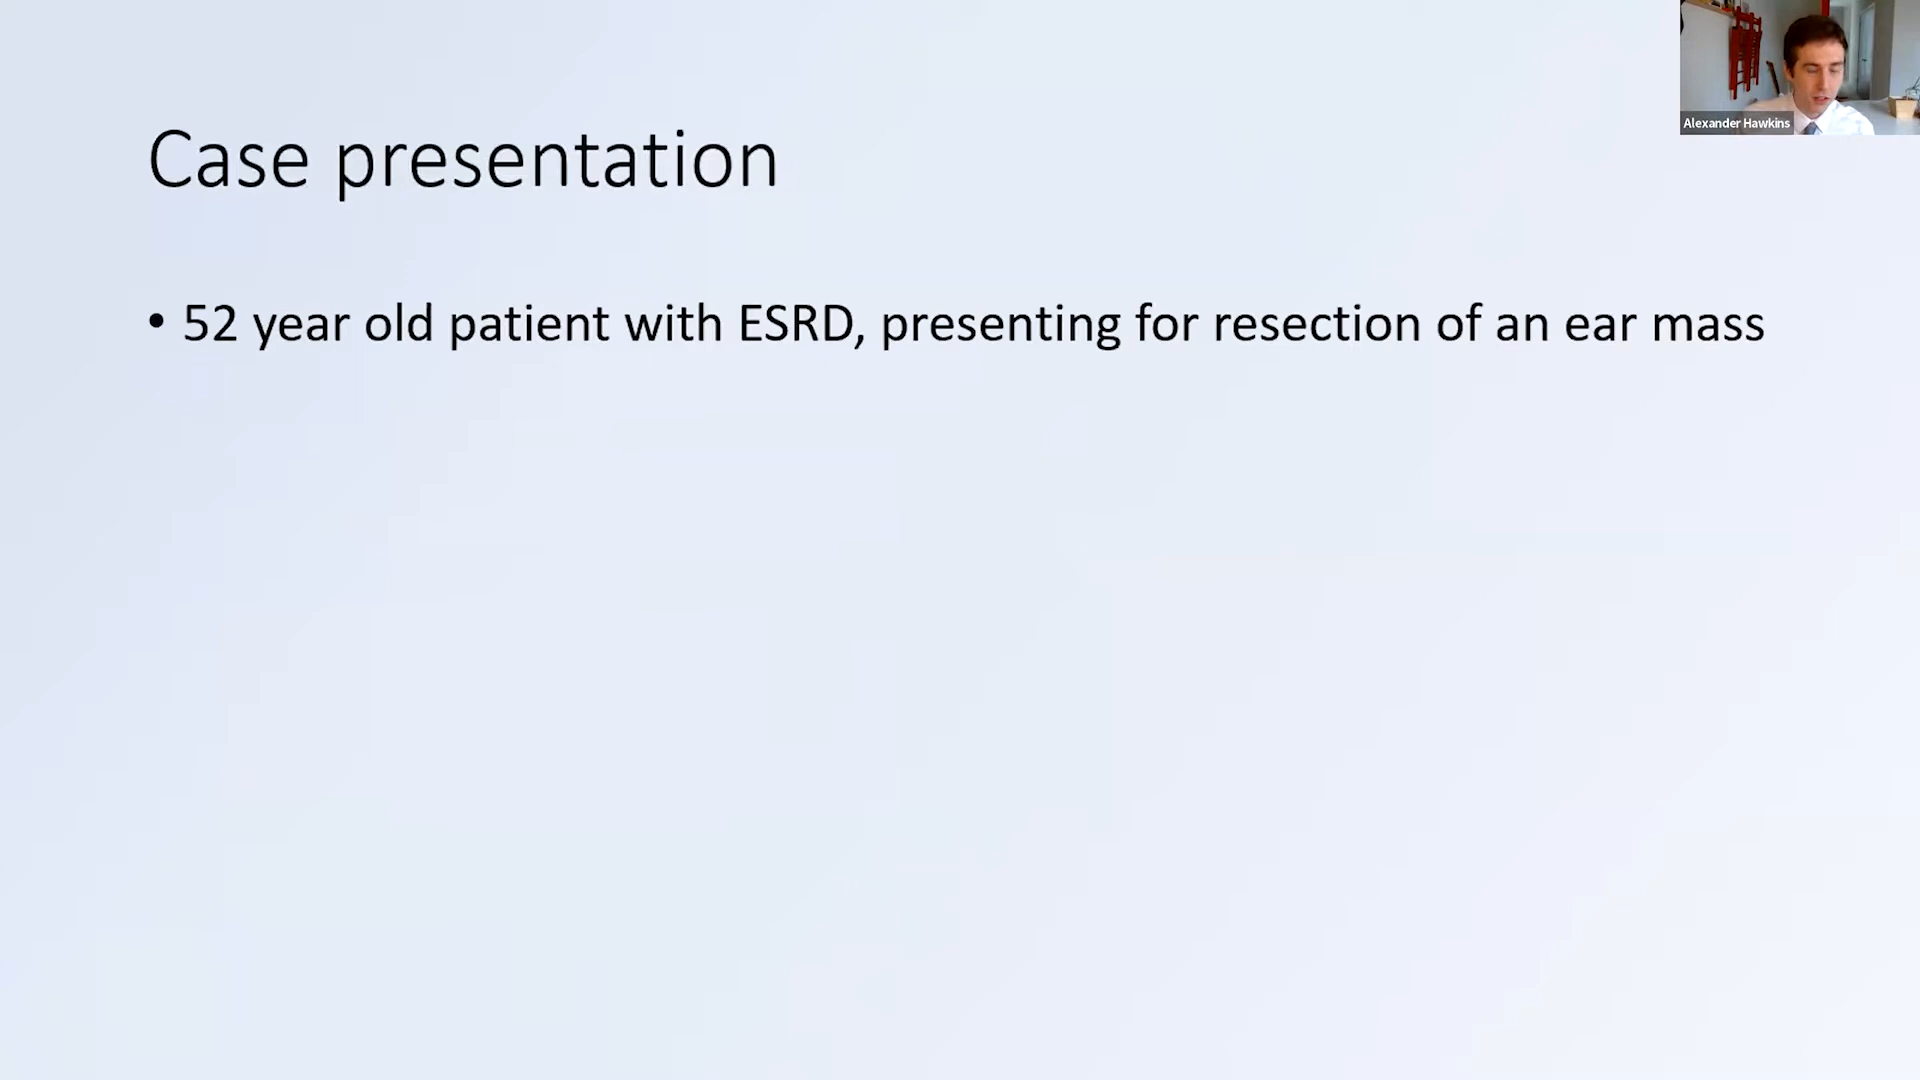 Case presentation
• 52 year old patient with ESRD, presenting for resection of an ear mass
Alexander Hawkins